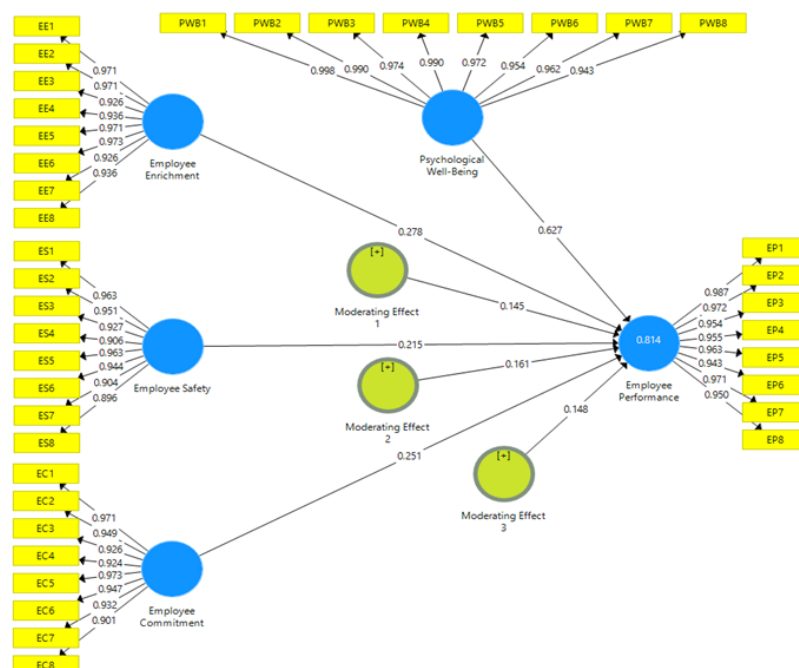 PWB1
PWB2
PWB3
PWB4
PWB5
PWB6
PWB7
PWB8
0.998
0.990
0.974
0.990
0.972
0.954
0.962
0.943
Psychological
Well-Being
EE1
EE2
EE3
EE4
EE5
EE6
EE7
EE8
0.971
0.971
0.926
0.936
0.971
0.973
0.926
0.936
Employee
Enrichment
0.278
0.627
[+]
Moderating Effect
1
0.145
ES1
ES2
ES3
ES4
ES5
ES6
ES7
ES8
0.963
0.951
0.927
0.906
0.963
0.944
0.904
0.896
Employee Safety
0.215
[+]
Moderating Effect
2
0.161
0.814
Employee
Performance
EP1
EP2
EP3
EP4
EP5
EP6
EP7
EP8
0.987
0.972
0.954
0.955
0.963
0.943
0.971
0.950
0.251
[+]
Moderating Effect
3
0.148
EC1
EC2
EC3
EC4
EC5
EC6
EC7
EC8
0.971
0.949
0.926
0.924
0.973
0.947
0.932
0.901
Employee
Commitment